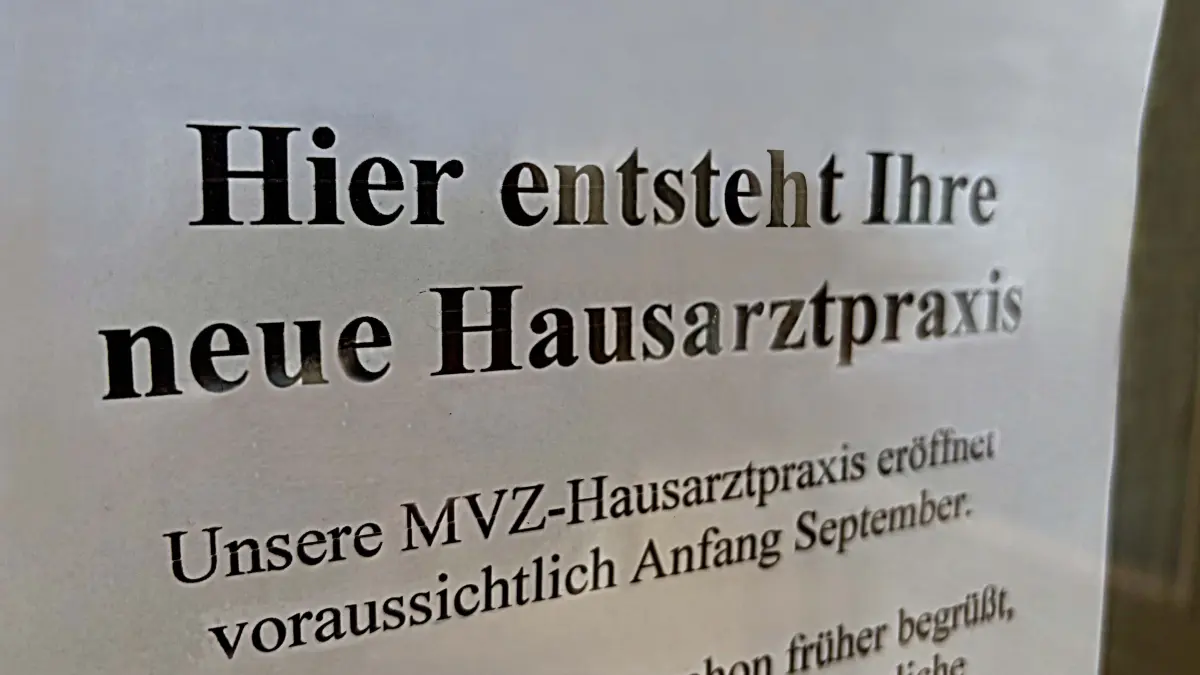 Hier entsteht Ihre
neue Hausarztpraxis
Unsere MVZ-Hausarztpraxis eröffnet
voraussichtlich Anfang September.
früher begrüßt,